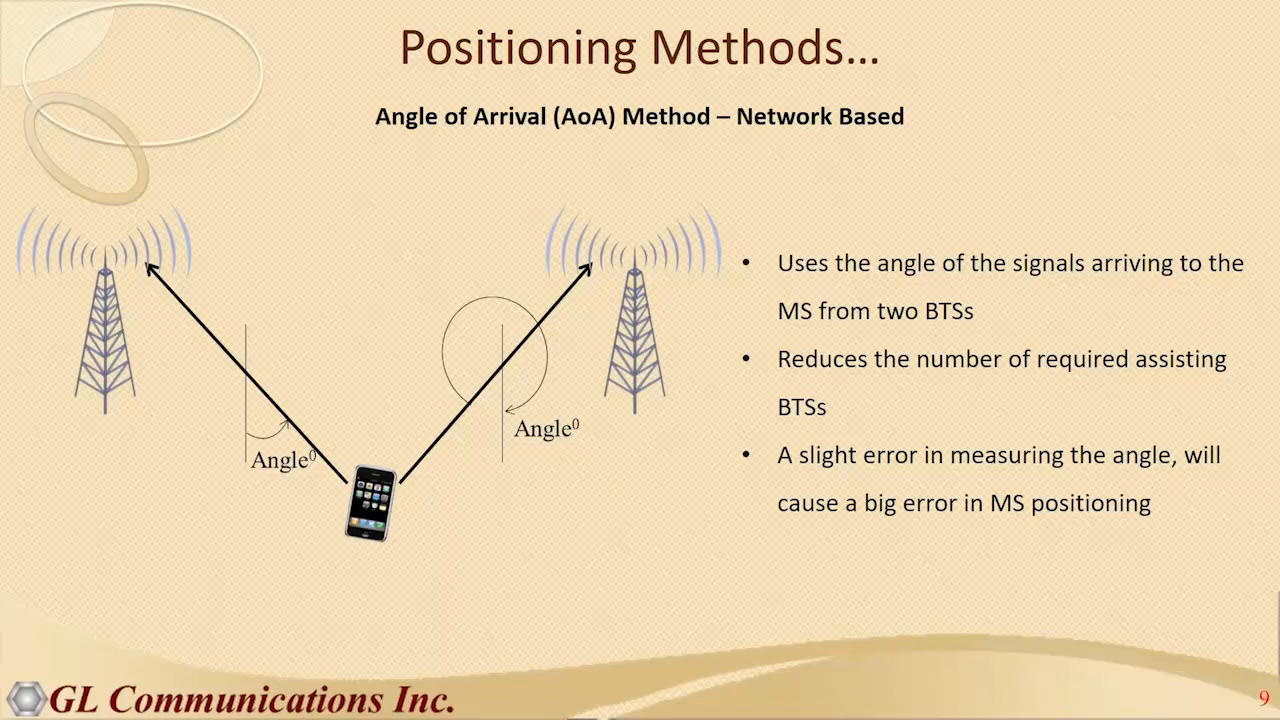 Positioning Methods...
Angle of Arrival (AoA) Method – Network Based
• Uses the angle of the signals arriving to the
MS from two BTSs
• Reduces the number of required assisting
BTSs
• A slight error in measuring the angle, will
cause a big error in MS positioning
Angle⁰
Angle⁰
GL Communications Inc.
9